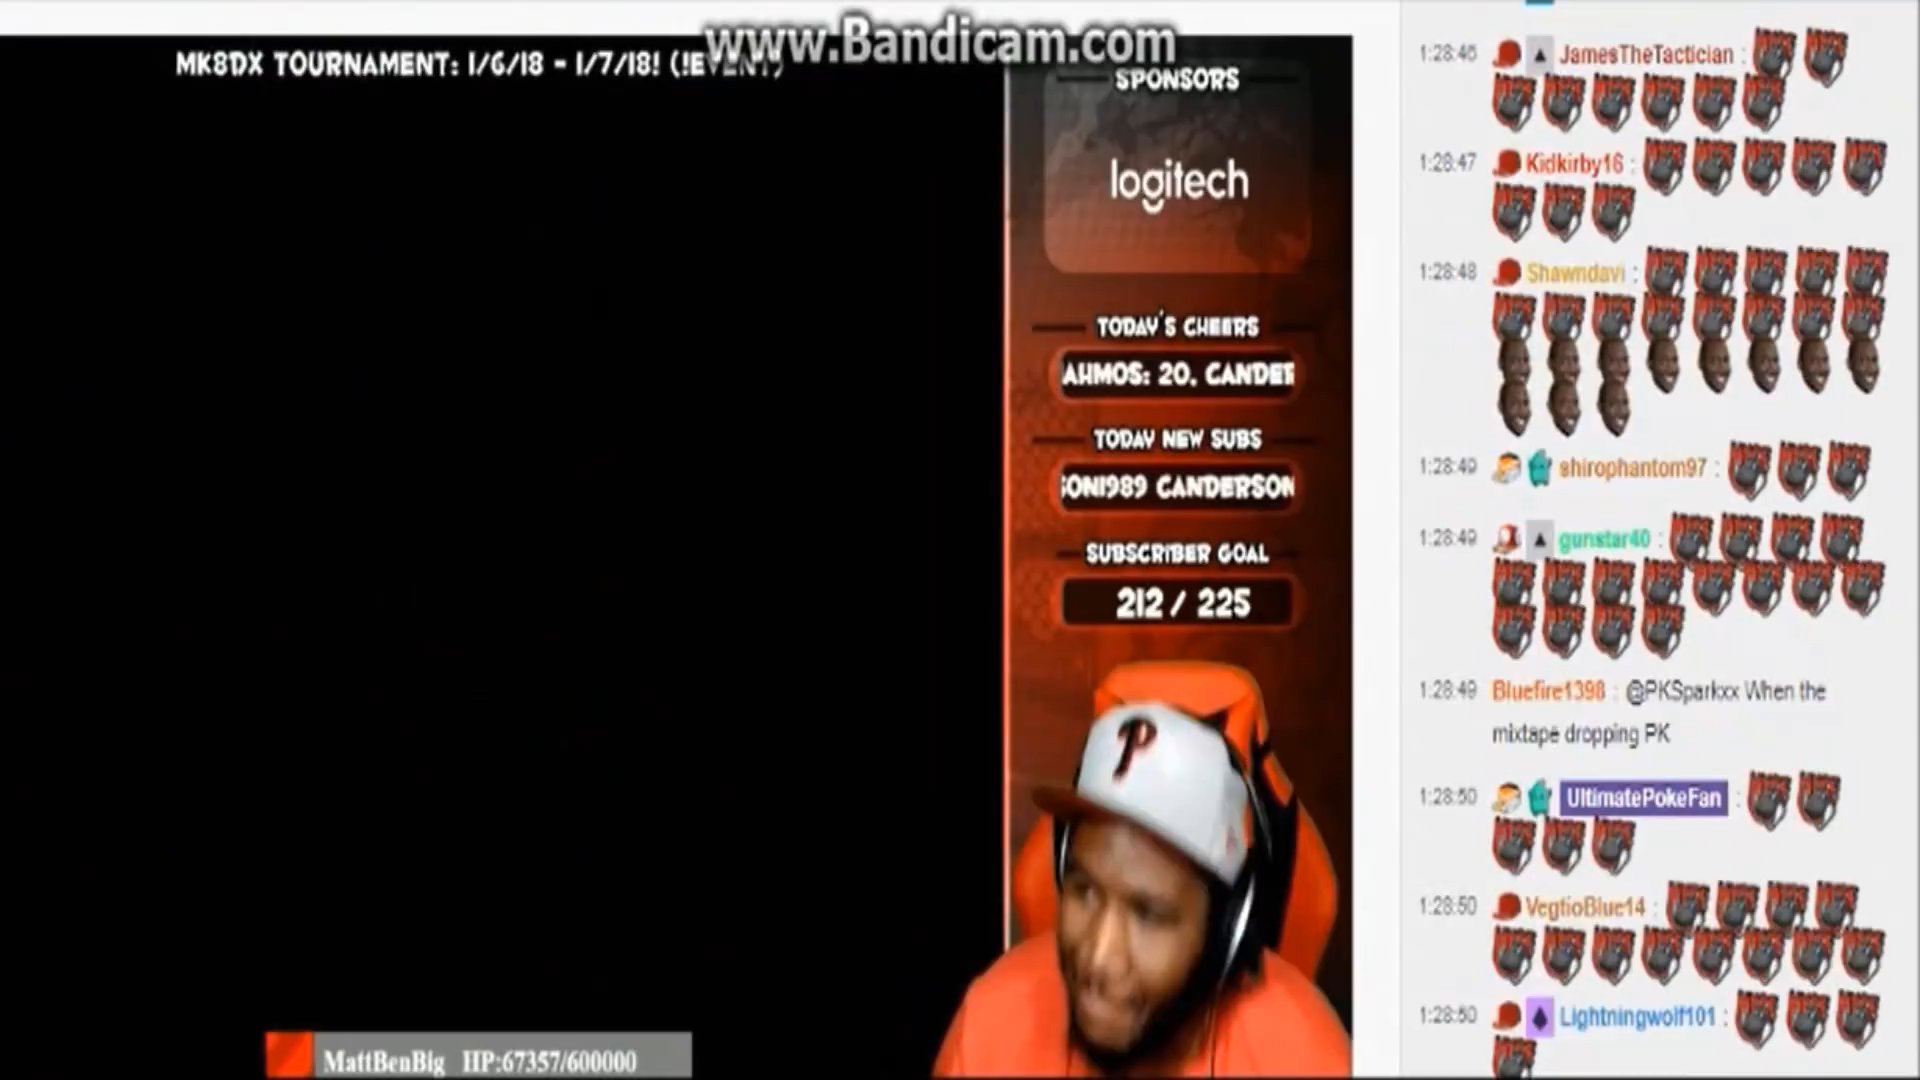 www.Bandicam.com
MK8DX TOURNAMENT: 1/6/18 - 1/7/18! (!EVENT)
SPONSORS
logitech
TODAY'S CHEERS
AHMOS: 20. CANDER
TODAY NEW SUBS
SON1989 CANDERSON
SUBSCRIBER GOAL
212 / 225
P
MattBenBig HP:67357/600000
1:28:46 JamesTheTactician :
1:28:47 Kidkirby16 :
1:28:48 Shawndavi :
1:28:49 shirophantom97 :
1:28:49 gunstar40 :
1:28:49 Bluefire1398 : @PKSparkxx When the
mixtape dropping PK
1:28:50 UltimatePokeFan :
1:28:50 VegtioBlue14 :
1:28:50 Lightningwolf101 :